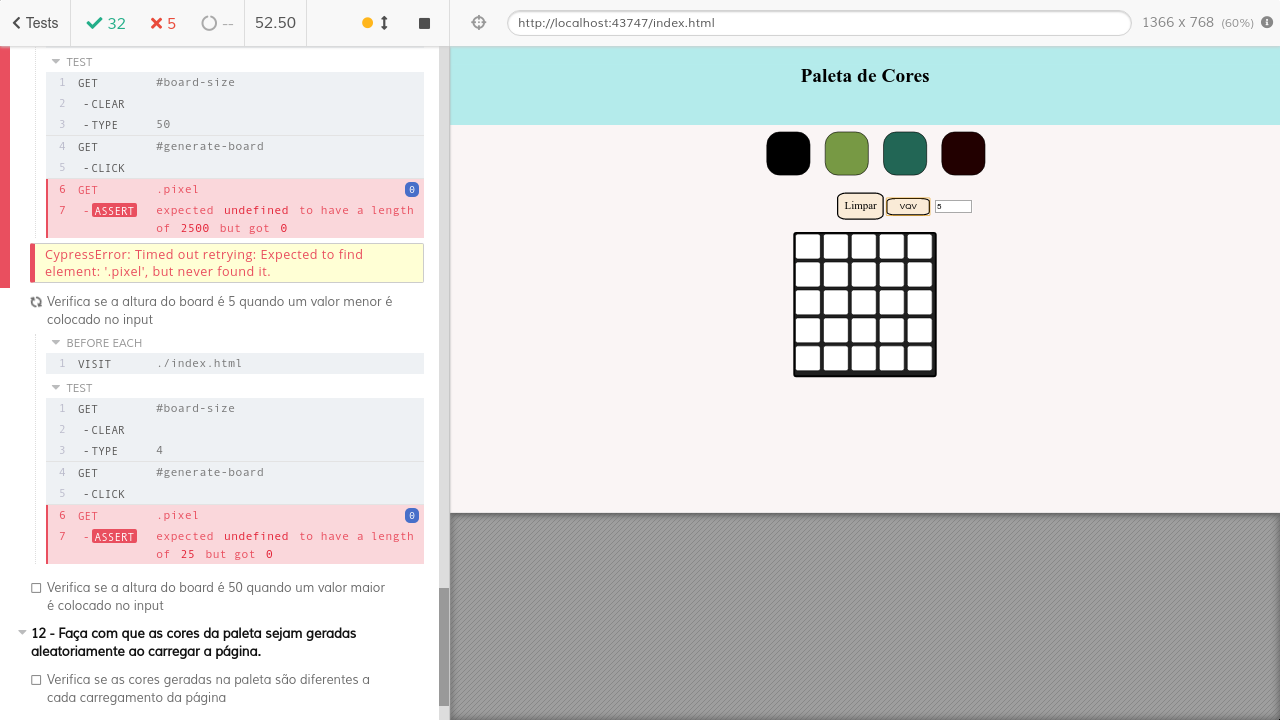 Tests
32
5
--
52.50
http://localhost:43747/index.html
1366 x 768 (60%)
TEST
1 GET #board-size
2 -CLEAR
3 -TYPE 50
4 GET #generate-board
5 -CLICK
6 GET .pixel 0
7 -ASSERT expected undefined to have a length
of 2500 but got 0
CypressError: Timed out retrying: Expected to find
element: '.pixel', but never found it.
Verifica se a altura do board é 5 quando um valor menor é
colocado no input
BEFORE EACH
1 VISIT ./index.html
TEST
1 GET #board-size
2 -CLEAR
3 -TYPE 4
4 GET #generate-board
5 -CLICK
6 GET .pixel 0
7 -ASSERT expected undefined to have a length
of 25 but got 0
Verifica se a altura do board é 50 quando um valor maior
é colocado no input
12 - Faça com que as cores da paleta sejam geradas
aleatoriamente ao carregar a página.
Verifica se as cores geradas na paleta são diferentes a
cada carregamento da página
Paleta de Cores
Limpar
VQV
5